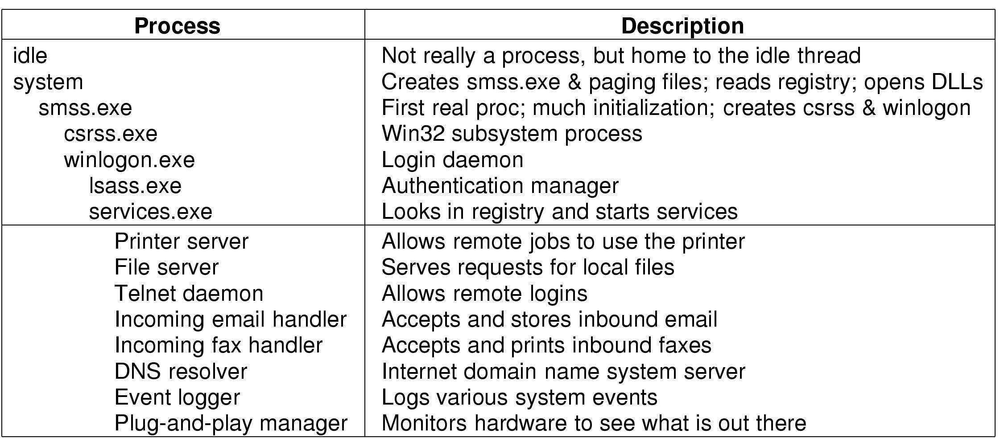 Process Description
idle Not really a process, but home to the idle thread
system Creates smss.exe & paging files; reads registry; opens DLLs
smss.exe First real proc; much initialization; creates csrss & winlogon
csrss.exe Win32 subsystem process
winlogon.exe Login daemon
lsass.exe Authentication manager
services.exe Looks in registry and starts services
Printer server Allows remote jobs to use the printer
File server Serves requests for local files
Telnet daemon Allows remote logins
Incoming email handler Accepts and stores inbound email
Incoming fax handler Accepts and prints inbound faxes
DNS resolver Internet domain name system server
Event logger Logs various system events
Plug-and-play manager Monitors hardware to see what is out there